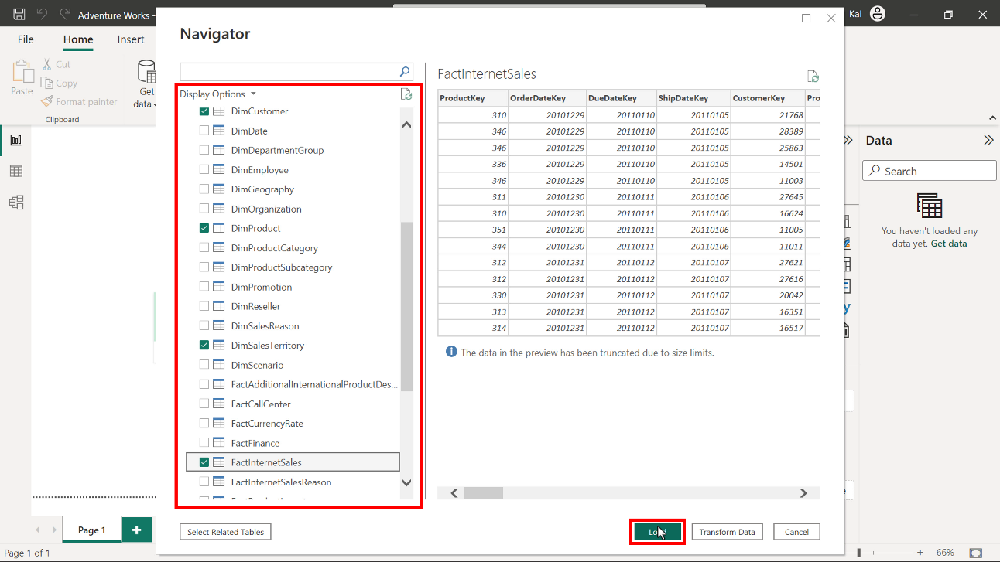 Adventure Works -
Kai
File
Home
Insert
Paste
Cut
Copy
Format painter
Clipboard
Get
data
Navigator
Display Options
DimCustomer
DimDate
DimDepartmentGroup
DimEmployee
DimGeography
DimOrganization
DimProduct
DimProductCategory
DimProductSubcategory
DimPromotion
DimReseller
DimSalesReason
DimSalesTerritory
DimScenario
FactAdditionalInternationalProductDes...
FactCallCenter
FactCurrencyRate
FactFinance
FactInternetSales
FactInternetSalesReason
Select Related Tables
FactInternetSales
ProductKey OrderDateKey DueDateKey ShipDateKey CustomerKey Pro
310 20101229 20110110 20110105 21768
346 20101229 20110110 20110105 28389
346 20101229 20110110 20110105 25863
336 20101229 20110110 20110105 14501
346 20101229 20110110 20110105 11003
311 20101230 20110111 20110106 27645
310 20101230 20110111 20110106 16624
351 20101230 20110111 20110106 11005
344 20101230 20110111 20110106 11011
312 20101231 20110112 20110107 27621
312 20101231 20110112 20110107 27616
330 20101231 20110112 20110107 20042
313 20101231 20110112 20110107 16351
314 20101231 20110112 20110107 16517
The data in the preview has been truncated due to size limits.
Load
Transform Data
Cancel
Data
Search
You haven't loaded any
data yet. Get data
Page 1
Page 1 of 1
66%